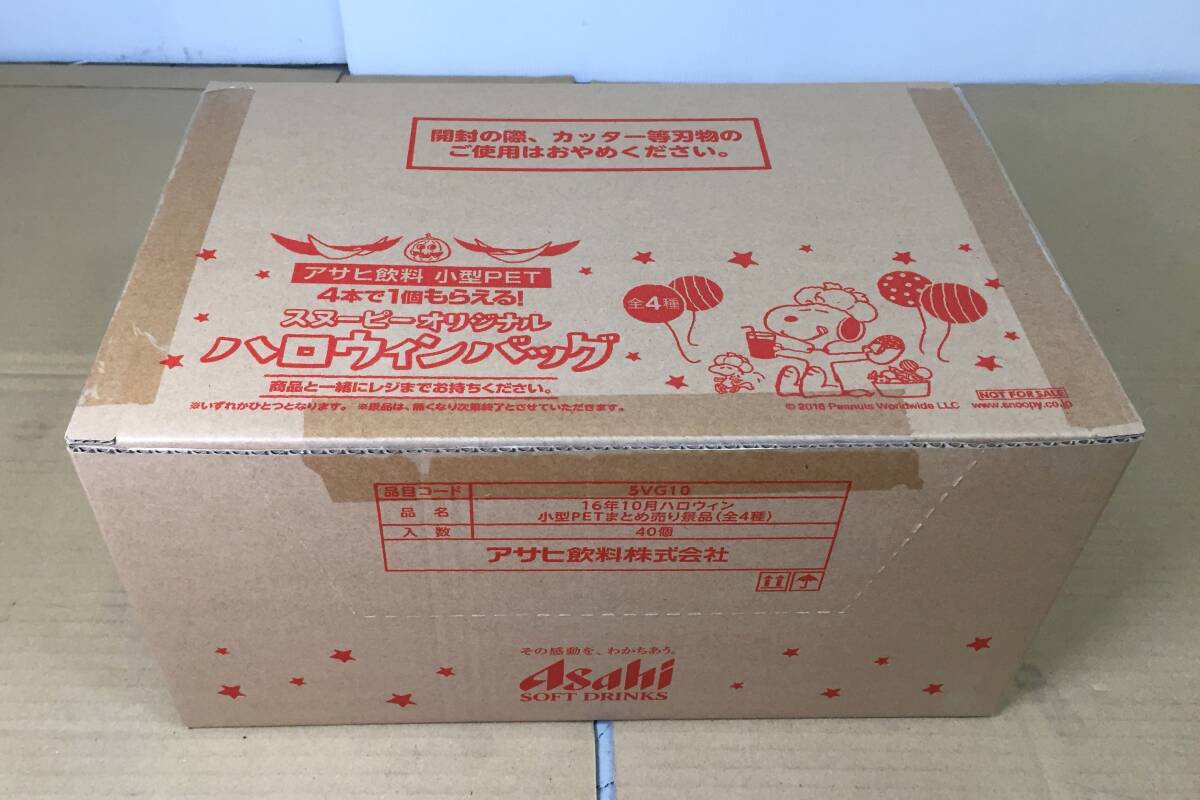 開封の際、カッター等刃物の
ご使用はおやめください。
アサヒ飲料 小型PET
4本で1個もらえる!
スヌーピーオリジナル
ハロウィンバッグ
商品と一緒にレジまでお持ちください。
※いずれかひとつとなります。 ※景品は、無くなり次第終了とさせていただきます。
全4種
NOT FOR SALE
© 2016 Peanuts Worldwide LLC www.snoopy.co.jp
品目コード 5VG10
品名 16年10月ハロウィン
小型PETまとめ売り景品(全4種)
入数 40個
アサヒ飲料株式会社
その感動を、わかちあう。
Asahi
SOFT DRINKS